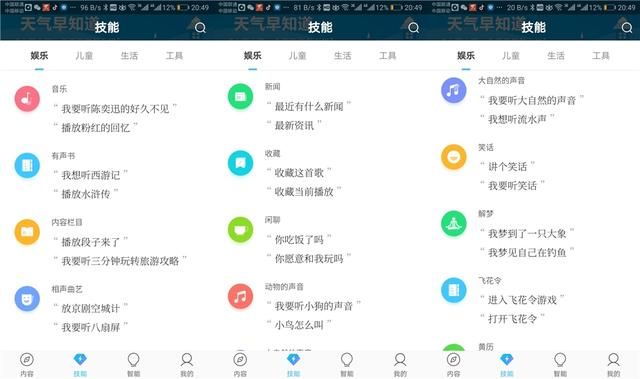 中国联通
中国移动
96 B/s
12%
20:49
天气早知道
技能
娱乐
儿童
生活
工具
音乐
“ 我要听陈奕迅的好久不见 ”
“ 播放粉红的回忆 ”
有声书
“ 我想听西游记 ”
“ 播放水浒传 ”
内容栏目
“ 播放段子来了 ”
“ 我要听三分钟玩转旅游攻略 ”
相声曲艺
“ 放京剧空城计 ”
“ 我要听八扇屏 ”
内容
技能
智能
我的
中国联通
中国移动
81 B/s
12%
20:49
天气早知道
技能
娱乐
儿童
生活
工具
新闻
“ 最近有什么新闻 ”
“ 最新资讯 ”
收藏
“ 收藏这首歌 ”
“ 收藏当前播放 ”
闲聊
“ 你吃饭了吗 ”
“ 你愿意和我玩吗 ”
动物的声音
“ 我要听小狗的声音 ”
“ 小鸟怎么叫 ”
大自然的声音
内容
技能
智能
我的
中国联通
中国移动
20 B/s
12%
20:49
天气早知道
技能
娱乐
儿童
生活
工具
大自然的声音
“ 我要听大自然的声音 ”
“ 我想听流水声 ”
笑话
“ 讲个笑话 ”
“ 我要听笑话 ”
解梦
“ 我梦到了一只大象 ”
“ 我梦见自己在钓鱼 ”
飞花令
“ 进入飞花令游戏 ”
“ 打开飞花令 ”
黄历
内容
技能
智能
我的